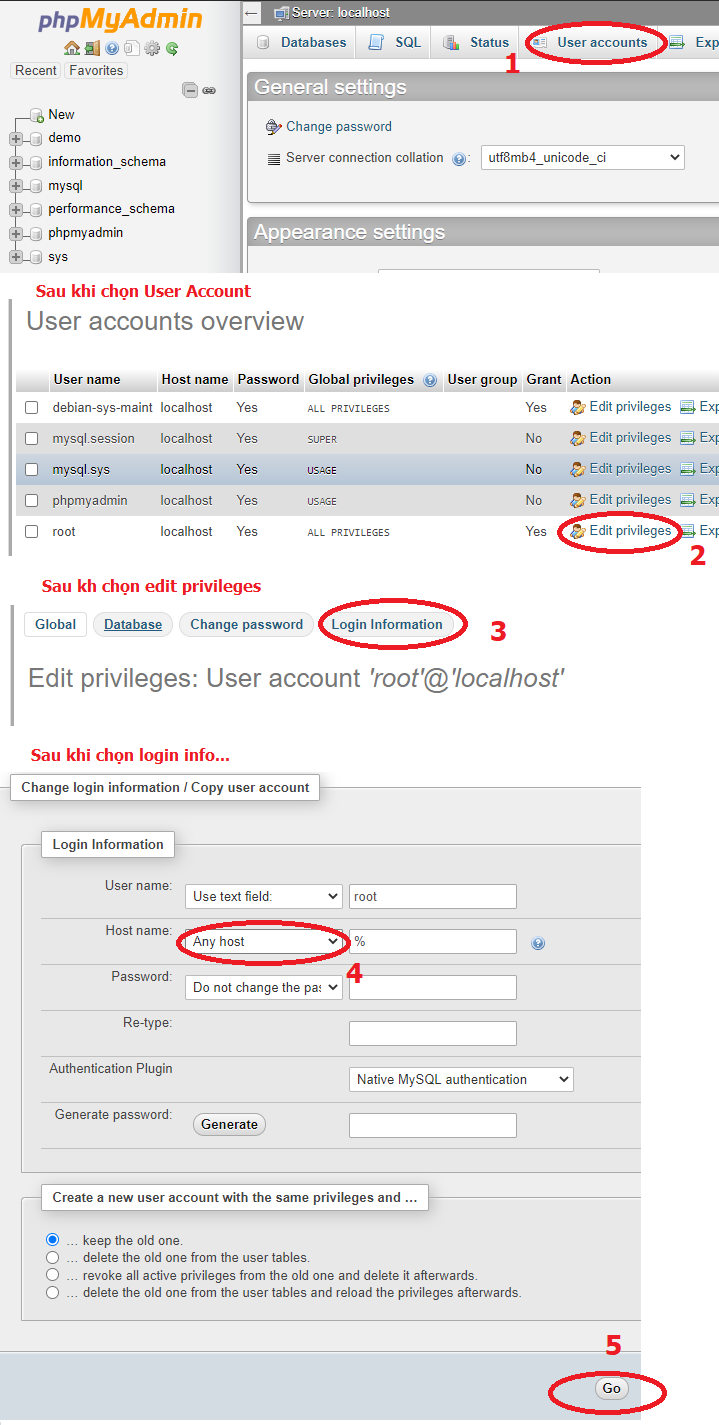 phpMyAdmin
Recent Favorites
New
demo
information_schema
mysql
performance_schema
phpmyadmin
sys
Server: localhost
Databases SQL Status User accounts Exp
1
General settings
Change password
Server connection collation : utf8mb4_unicode_ci
Appearance settings
Sau khi chọn User Account
User accounts overview
User name Host name Password Global privileges User group Grant Action
debian-sys-maint localhost Yes ALL PRIVILEGES Yes Edit privileges Exp
mysql.session localhost Yes SUPER No Edit privileges Exp
mysql.sys localhost Yes USAGE No Edit privileges Exp
phpmyadmin localhost Yes USAGE No Edit privileges Exp
root localhost Yes ALL PRIVILEGES Yes Edit privileges Exp
2
Sau kh chọn edit privileges
Global Database Change password Login Information 3
Edit privileges: User account 'root'@'localhost'
Sau khi chọn login info...
Change login information / Copy user account
Login Information
User name: Use text field: root
Host name: Any host %
4
Password: Do not change the pas
Re-type:
Authentication Plugin Native MySQL authentication
Generate password: Generate
Create a new user account with the same privileges and ...
... keep the old one.
... delete the old one from the user tables.
... revoke all active privileges from the old one and delete it afterwards.
... delete the old one from the user tables and reload the privileges afterwards.
5
Go